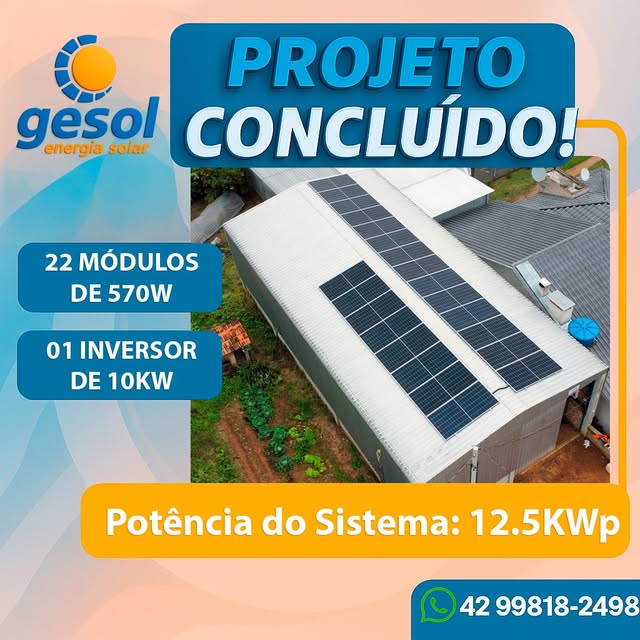 gesol
energia solar
PROJETO
CONCLUÍDO!
22 MÓDULOS
DE 570W
01 INVERSOR
DE 10KW
Potência do Sistema: 12.5KWp
42 99818-2498